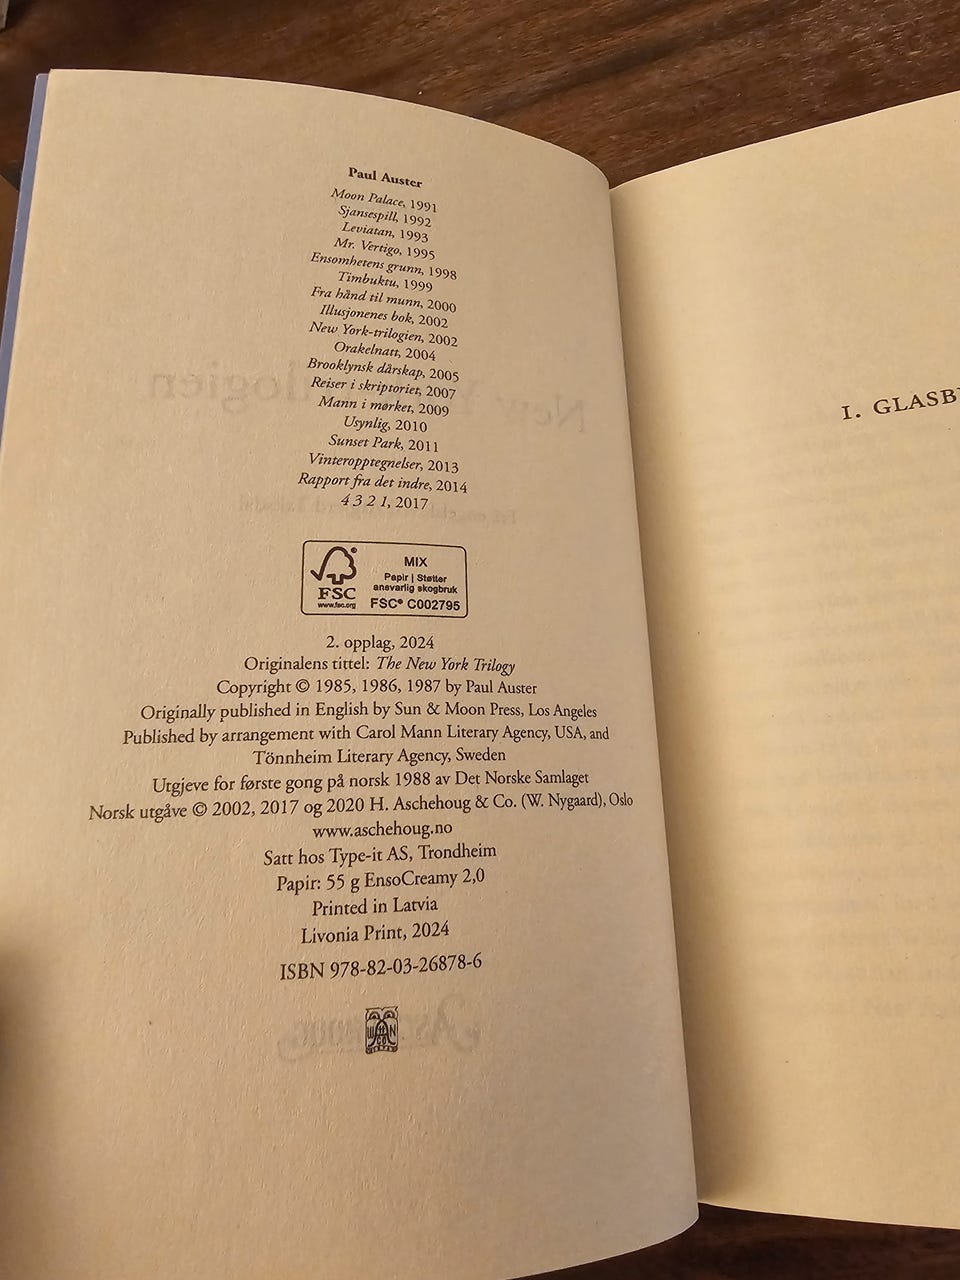 Paul Auster
Moon Palace, 1991
Sjansespill, 1992
Leviatan, 1993
Mr. Vertigo, 1995
Ensomhetens grunn, 1998
Timbuktu, 1999
Fra hånd til munn, 2000
Illusjonenes bok, 2002
New York-trilogien, 2002
Orakelnatt, 2004
Brooklynsk dårskap, 2005
Reiser i skriptoriet, 2007
Mann i mørket, 2009
Usynlig, 2010
Sunset Park, 2011
Vinteropptegnelser, 2013
Rapport fra det indre, 2014
4 3 2 1, 2017
FSC
www.fsc.org
MIX
Papir | Støtter
ansvarlig skogbruk
FSC® C002795
2. opplag, 2024
Originalens tittel: The New York Trilogy
Copyright © 1985, 1986, 1987 by Paul Auster
Originally published in English by Sun & Moon Press, Los Angeles
Published by arrangement with Carol Mann Literary Agency, USA, and
Tönnheim Literary Agency, Sweden
Utgjeve for første gong på norsk 1988 av Det Norske Samlaget
Norsk utgåve © 2002, 2017 og 2020 H. Aschehoug & Co. (W. Nygaard), Oslo
www.aschehoug.no
Satt hos Type-it AS, Trondheim
Papir: 55 g EnsoCreamy 2,0
Printed in Latvia
Livonia Print, 2024
ISBN 978-82-03-26878-6
I. GLASB